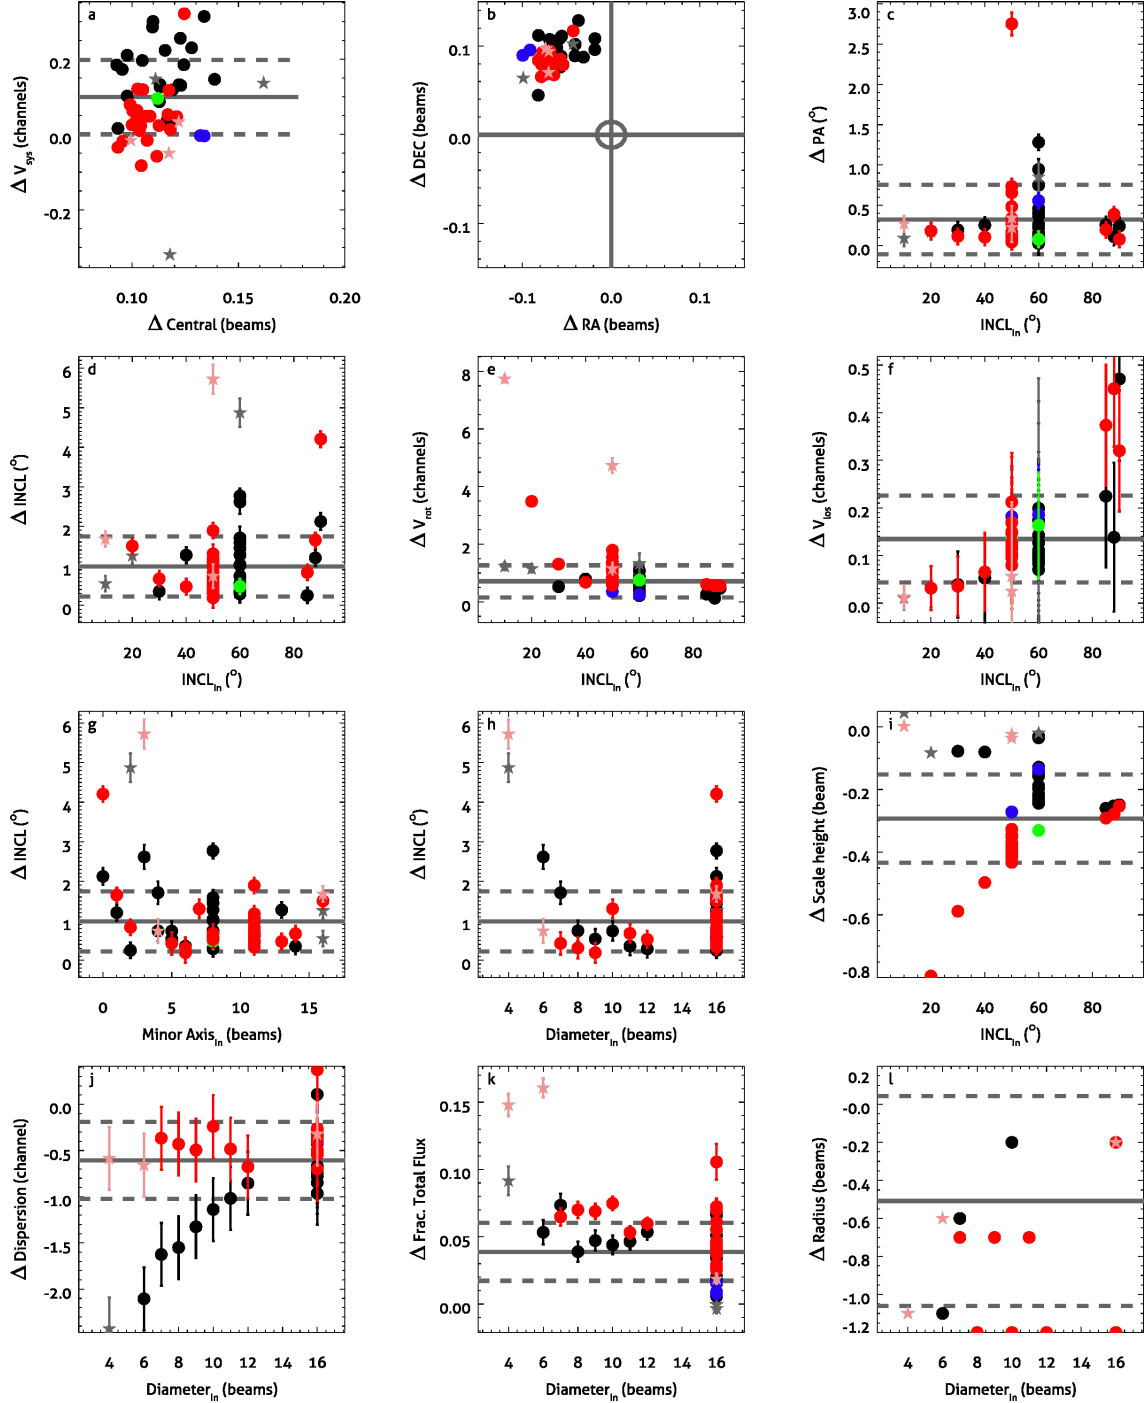 a
0.2
0.0
-0.2
Δ V_sys (channels)
0.10 0.15 0.20
Δ Central (beams)
b
0.1
0.0
-0.1
Δ DEC (beams)
-0.1 0.0 0.1
Δ RA (beams)
c
3.0
2.5
2.0
1.5
1.0
0.5
0.0
Δ PA (°)
20 40 60 80
INCL_In (°)
d
6
5
4
3
2
1
0
Δ INCL (°)
20 40 60 80
INCL_In (°)
e
8
6
4
2
0
Δ V_rot (channels)
20 40 60 80
INCL_In (°)
f
0.5
0.4
0.3
0.2
0.1
0.0
Δ V_los (channels)
20 40 60 80
INCL_In (°)
g
6
5
4
3
2
1
0
Δ INCL (°)
0 5 10 15
Minor Axis_In (beams)
h
6
5
4
3
2
1
0
Δ INCL (°)
4 6 8 10 12 14 16
Diameter_In (beams)
i
0.0
-0.2
-0.4
-0.6
-0.8
Δ Scale height (beam)
20 40 60 80
INCL_In (°)
j
0.0
-0.5
-1.0
-1.5
-2.0
Δ Dispersion (channel)
4 6 8 10 12 14 16
Diameter_In (beams)
k
0.15
0.10
0.05
0.00
Δ Frac. Total Flux
4 6 8 10 12 14 16
Diameter_In (beams)
l
0.2
-0.0
-0.2
-0.4
-0.6
-0.8
-1.0
-1.2
Δ Radius (beams)
4 6 8 10 12 14 16
Diameter_In (beams)